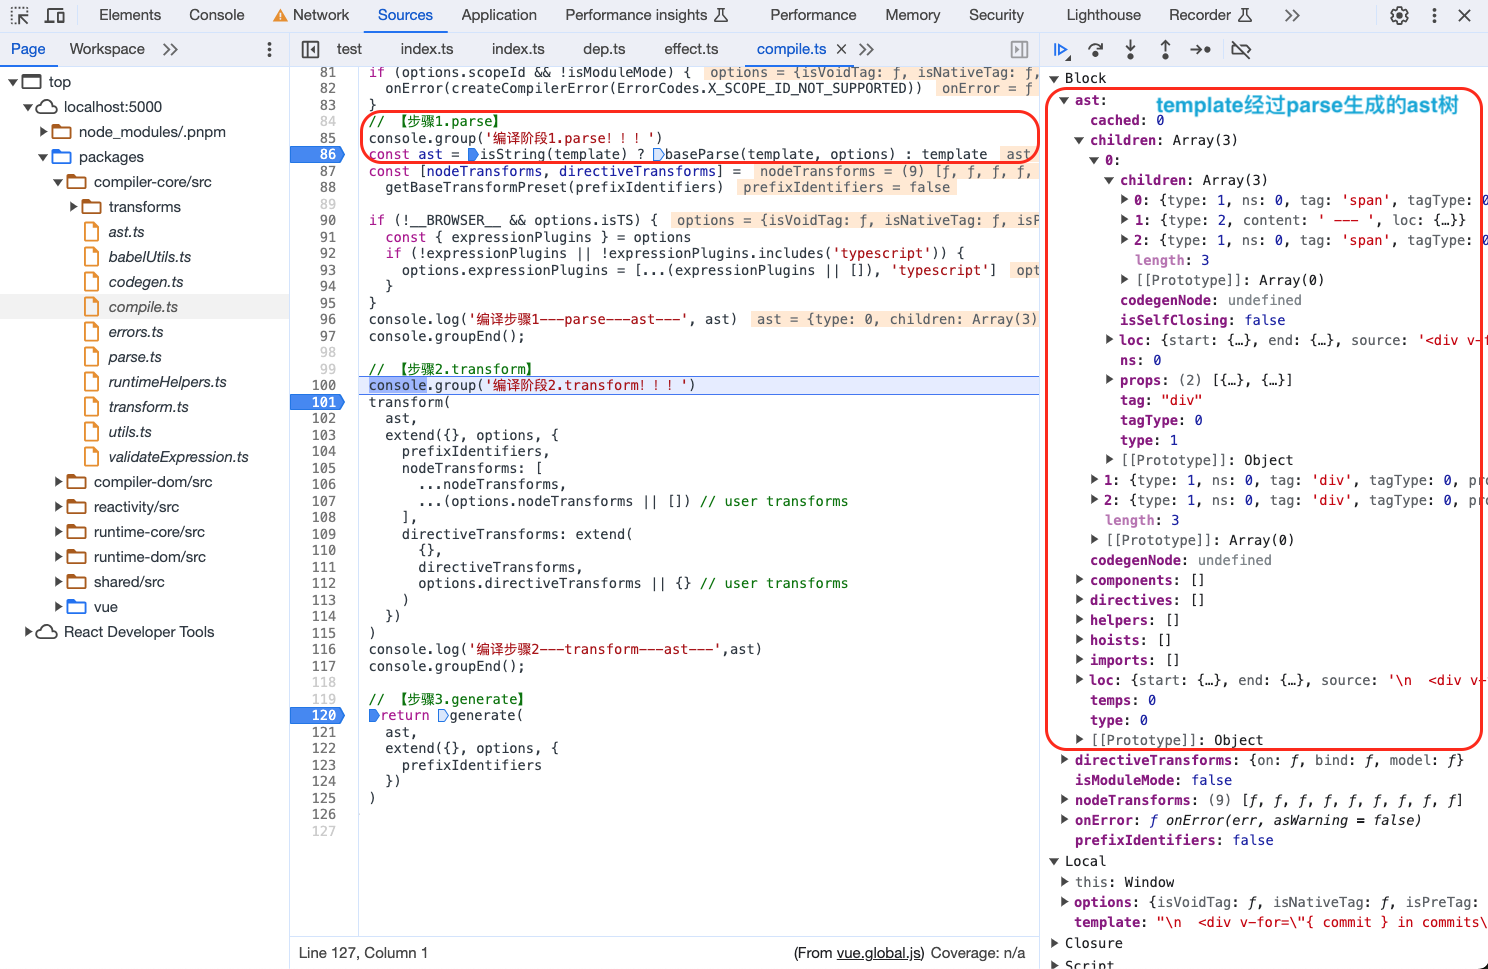 Elements Console Network Sources Application Performance insights Performance Memory Security Lighthouse Recorder
Page Workspace
test index.ts index.ts dep.ts effect.ts compile.ts
top
localhost:5000
node_modules/.pnpm
packages
compiler-core/src
transforms
ast.ts
babelUtils.ts
codegen.ts
compile.ts
errors.ts
parse.ts
runtimeHelpers.ts
transform.ts
utils.ts
validateExpression.ts
compiler-dom/src
reactivity/src
runtime-core/src
runtime-dom/src
shared/src
vue
React Developer Tools
81 if (options.scopeId && !isModuleMode) { options = {isVoidTag: ƒ, isNativeTag: ƒ,
82 onError(createCompilerError(ErrorCodes.X_SCOPE_ID_NOT_SUPPORTED)) onError = ƒ
83 }
84 // 【步骤1.parse】
85 console.group('编译阶段1.parse！！！')
86 const ast = isString(template) ? baseParse(template, options) : template ast
87 const [nodeTransforms, directiveTransforms] = nodeTransforms = (9) [ƒ, ƒ, ƒ, ƒ,
88 getBaseTransformPreset(prefixIdentifiers) prefixIdentifiers = false
89
90 if (!__BROWSER__ && options.isTS) { options = {isVoidTag: ƒ, isNativeTag: ƒ, isP
91 const { expressionPlugins } = options
92 if (!expressionPlugins || !expressionPlugins.includes('typescript')) {
93 options.expressionPlugins = [...(expressionPlugins || []), 'typescript'] opt
94 }
95 }
96 console.log('编译步骤1---parse---ast---', ast) ast = {type: 0, children: Array(3)
97 console.groupEnd();
98
99 // 【步骤2.transform】
100 console.group('编译阶段2.transform！！！')
101 transform(
102 ast,
103 extend({}, options, {
104 prefixIdentifiers,
105 nodeTransforms: [
106 ...nodeTransforms,
107 ...(options.nodeTransforms || []) // user transforms
108 ],
109 directiveTransforms: extend(
110 {},
111 directiveTransforms,
112 options.directiveTransforms || {} // user transforms
113 )
114 })
115 )
116 console.log('编译步骤2---transform---ast---',ast)
117 console.groupEnd();
118
119 // 【步骤3.generate】
120 return generate(
121 ast,
122 extend({}, options, {
123 prefixIdentifiers
124 })
125 )
126
127
Line 127, Column 1 (From vue.global.js) Coverage: n/a
Block
ast: template经过parse生成的ast树
cached: 0
children: Array(3)
0:
children: Array(3)
0: {type: 1, ns: 0, tag: 'span', tagType: 0
1: {type: 2, content: ' --- ', loc: {…}}
2: {type: 1, ns: 0, tag: 'span', tagType: 0
length: 3
[[Prototype]]: Array(0)
codegenNode: undefined
isSelfClosing: false
loc: {start: {…}, end: {…}, source: '<div v-f
ns: 0
props: (2) [{…}, {…}]
tag: "div"
tagType: 0
type: 1
[[Prototype]]: Object
1: {type: 1, ns: 0, tag: 'div', tagType: 0, pro
2: {type: 1, ns: 0, tag: 'div', tagType: 0, pro
length: 3
[[Prototype]]: Array(0)
codegenNode: undefined
components: []
directives: []
helpers: []
hoists: []
imports: []
loc: {start: {…}, end: {…}, source: '\n <div v-
temps: 0
type: 0
[[Prototype]]: Object
directiveTransforms: {on: ƒ, bind: ƒ, model: ƒ}
isModuleMode: false
nodeTransforms: (9) [ƒ, ƒ, ƒ, ƒ, ƒ, ƒ, ƒ, ƒ, ƒ]
onError: ƒ onError(err, asWarning = false)
prefixIdentifiers: false
Local
this: Window
options: {isVoidTag: ƒ, isNativeTag: ƒ, isPreTag:
template: "\n <div v-for=\"{ commit } in commits\
Closure
Script